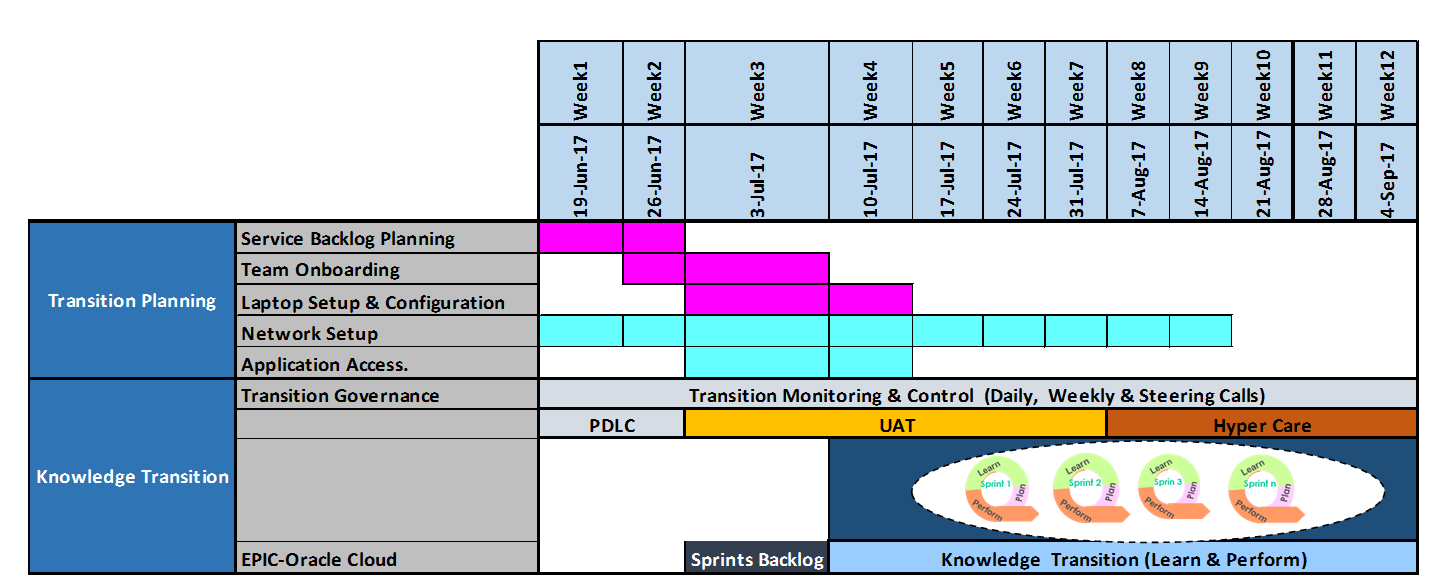 Week1 Week2 Week3 Week4 Week5 Week6 Week7 Week8 Week9 Week10 Week11 Week12
19-Jun-17 26-Jun-17 3-Jul-17 10-Jul-17 17-Jul-17 24-Jul-17 31-Jul-17 7-Aug-17 14-Aug-17 21-Aug-17 28-Aug-17 4-Sep-17
Transition Planning
Service Backlog Planning
Team Onboarding
Laptop Setup & Configuration
Network Setup
Application Access.
Knowledge Transition
Transition Governance
Transition Monitoring & Control (Daily, Weekly & Steering Calls)
PDLC UAT Hyper Care
Learn
Sprint 1
Plan
Perform
Learn
Sprint 2
Plan
Perform
Learn
Sprint 3
Plan
Perform
Learn
Sprint n
Plan
Perform
EPIC-Oracle Cloud
Sprints Backlog
Knowledge Transition (Learn & Perform)